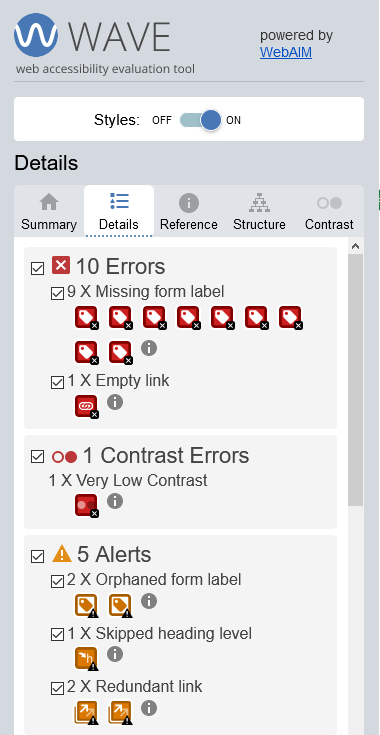 WAVE
web accessibility evaluation tool
powered by
WebAIM
Styles: OFF ON
Details
Summary Details Reference Structure Contrast
10 Errors
9 X Missing form label
1 X Empty link
1 Contrast Errors
1 X Very Low Contrast
5 Alerts
2 X Orphaned form label
1 X Skipped heading level
2 X Redundant link